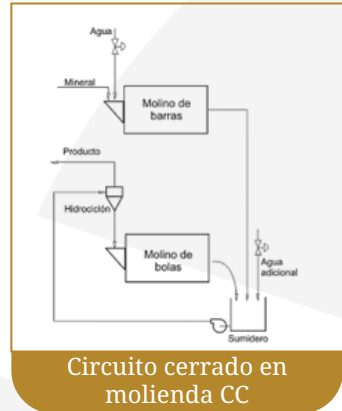 Agua
Mineral
Molino de
barras
Producto
Hidrociclón
Molino de
bolas
Agua
adicional
Sumidero
Circuito cerrado en
molienda CC